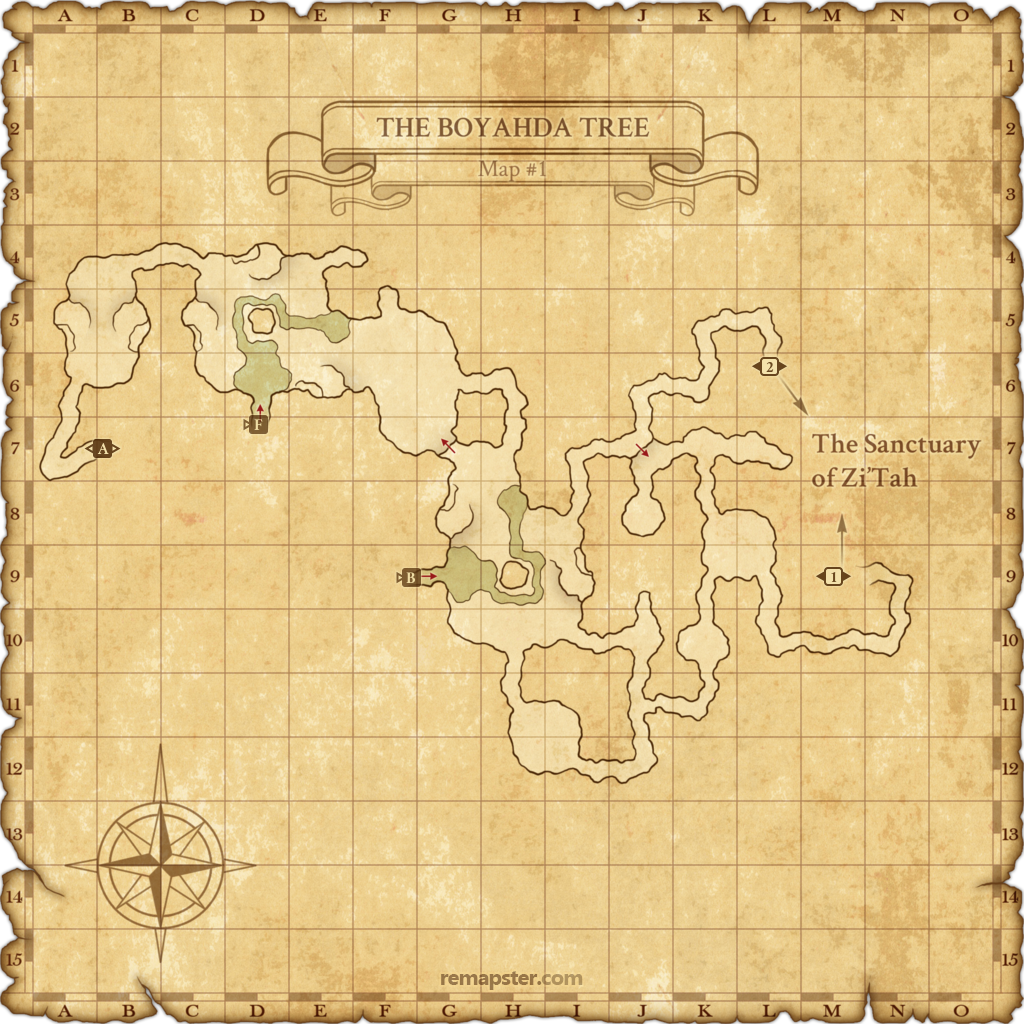 A B C D E F G H I J K L M N O
1 1
THE BOYAHDA TREE
2 2
Map #1
3 3
4 4
5 5
2
6 6
F
A
7 The Sanctuary 7
of Zi'Tah
8 8
B
1
9 9
10 10
11 11
12 12
13 13
14 14
15 15
remapster.com
A B C D E F G H I J K L M N O